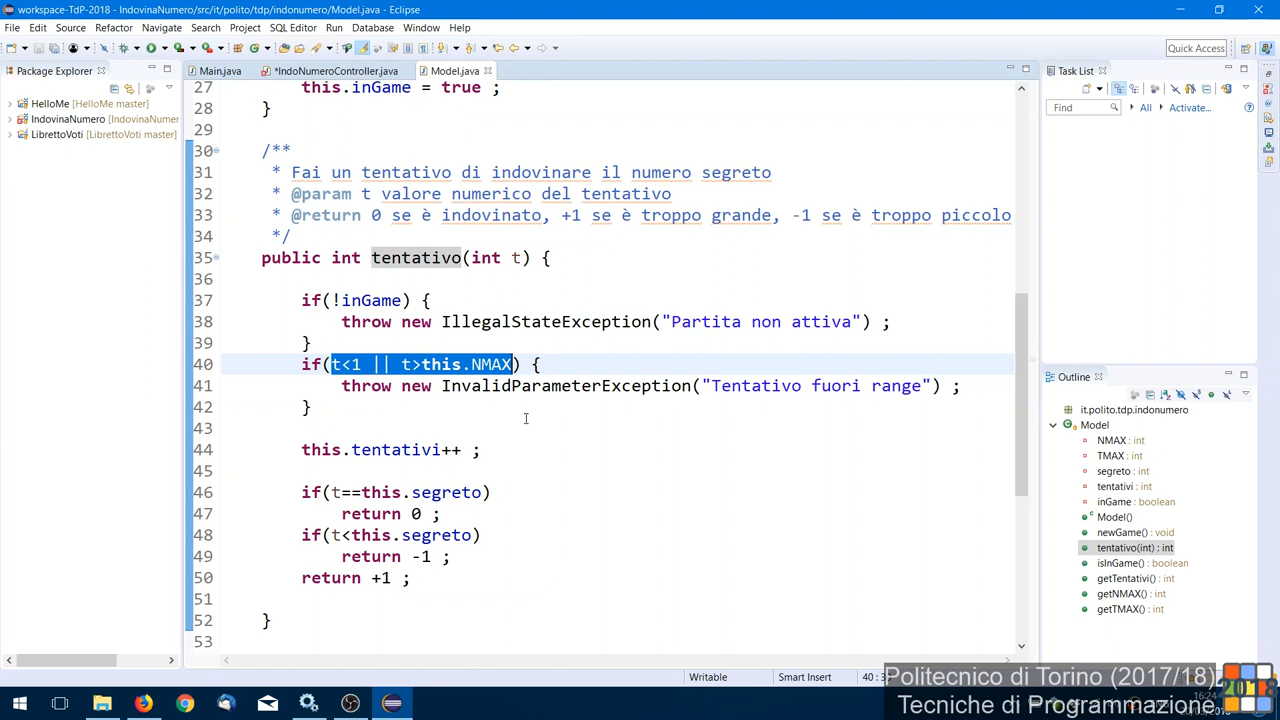 workspace-TdP-2018 - IndovinaNumero/src/it/polito/tdp/indonumero/Model.java - Eclipse
File Edit Source Refactor Navigate Search Project SQL Editor Run Database Window Help
Quick Access
Package Explorer
HelloMe [HelloMe master]
IndovinaNumero [IndovinaNumer
LibrettoVoti [LibrettoVoti master]
Main.java *IndoNumeroController.java Model.java
27 this.inGame = true ;
28 }
29
30 /**
31 * Fai un tentativo di indovinare il numero segreto
32 * @param t valore numerico del tentativo
33 * @return 0 se è indovinato, +1 se è troppo grande, -1 se è troppo piccolo
34 */
35 public int tentativo(int t) {
36
37 if(!inGame) {
38 throw new IllegalStateException("Partita non attiva") ;
39 }
40 if(t<1 || t>this.NMAX) {
41 throw new InvalidParameterException("Tentativo fuori range") ;
42 }
43
44 this.tentativi++ ;
45
46 if(t==this.segreto)
47 return 0 ;
48 if(t<this.segreto)
49 return -1 ;
50 return +1 ;
51
52 }
53
Task List
Find All Activate...
Outline
it.polito.tdp.indonumero
Model
NMAX : int
TMAX : int
segreto : int
tentativi : int
inGame : boolean
Model()
newGame() : void
tentativo(int) : int
isInGame() : boolean
getTentativi() : int
getNMAX() : int
getTMAX() : int
Writable Smart Insert 40 : 3
Politecnico di Torino (2017/18)
Tecniche di Programmazione
2018
16:24